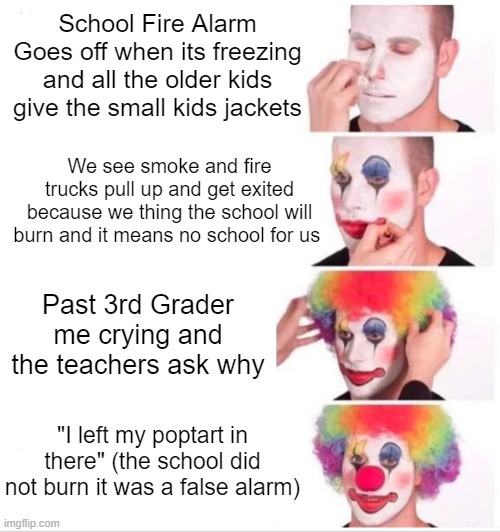 School Fire Alarm
Goes off when its freezing
and all the older kids
give the small kids jackets
We see smoke and fire
trucks pull up and get exited
because we thing the school will
burn and it means no school for us
Past 3rd Grader
me crying and
the teachers ask why
"I left my poptart in
there" (the school did
not burn it was a false alarm)
imgflip.com